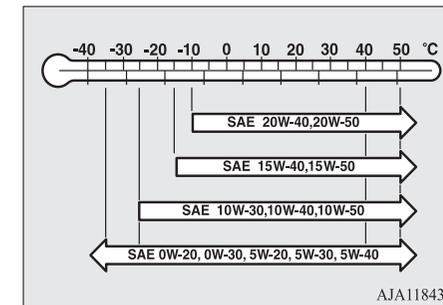 -40 -30 -20 -10 0 10 20 30 40 50 °C
SAE 20W-40,20W-50
SAE 15W-40,15W-50
SAE 10W-30,10W-40,10W-50
SAE 0W-20, 0W-30, 5W-20, 5W-30, 5W-40
AJA11843